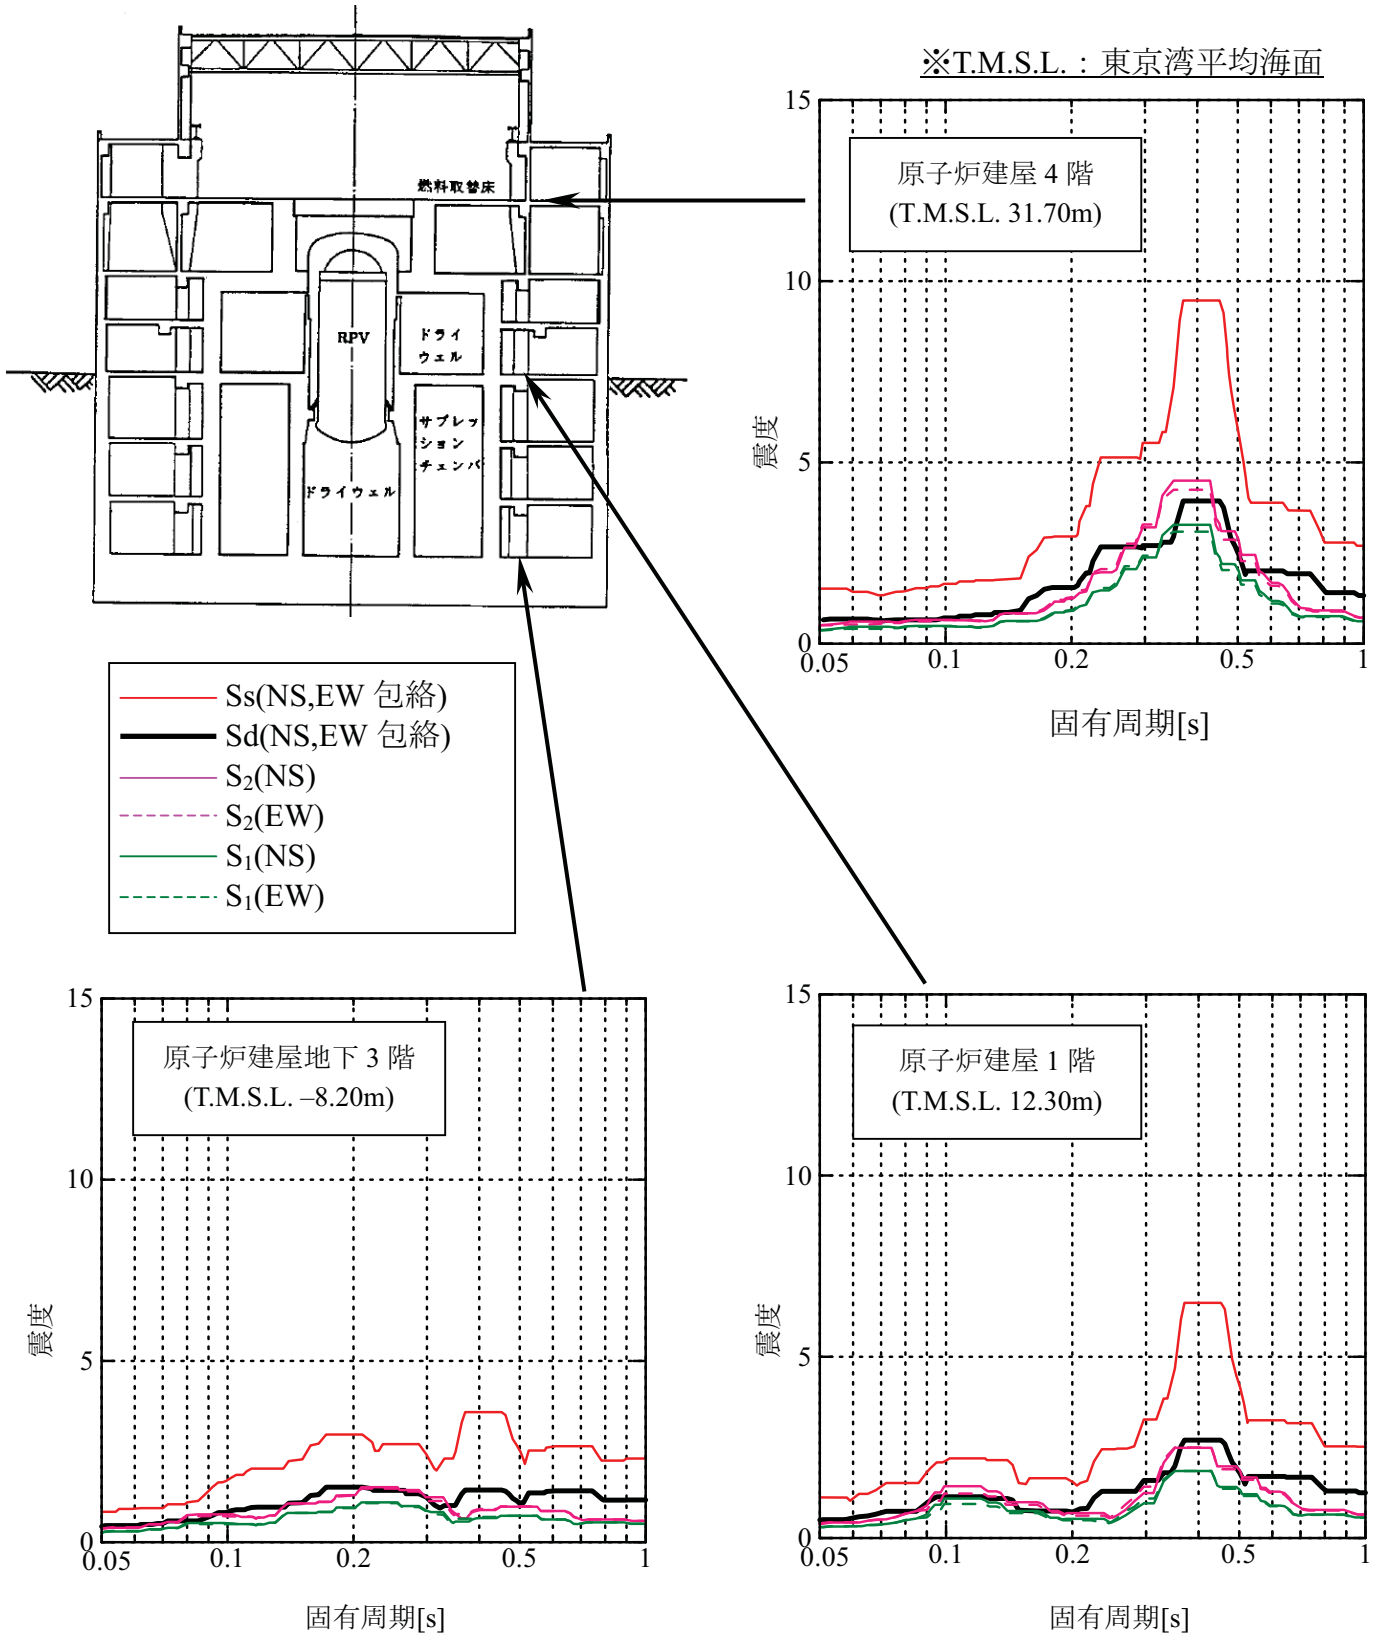 ※T.M.S.L.：東京湾平均海面
燃料取替床
RPV
ドライ
ウェル
サプレッ
ション
チェンバ
ドライウェル
15
10
5
0
震度
原子炉建屋 4 階
(T.M.S.L. 31.70m)
0.05
0.1
0.2
0.5
1
固有周期[s]
Ss(NS,EW 包絡)
Sd(NS,EW 包絡)
S₂(NS)
S₂(EW)
S₁(NS)
S₁(EW)
15
10
5
0
震度
原子炉建屋地下 3 階
(T.M.S.L. –8.20m)
0.05
0.1
0.2
0.5
1
固有周期[s]
15
10
5
0
震度
原子炉建屋 1 階
(T.M.S.L. 12.30m)
0.05
0.1
0.2
0.5
1
固有周期[s]